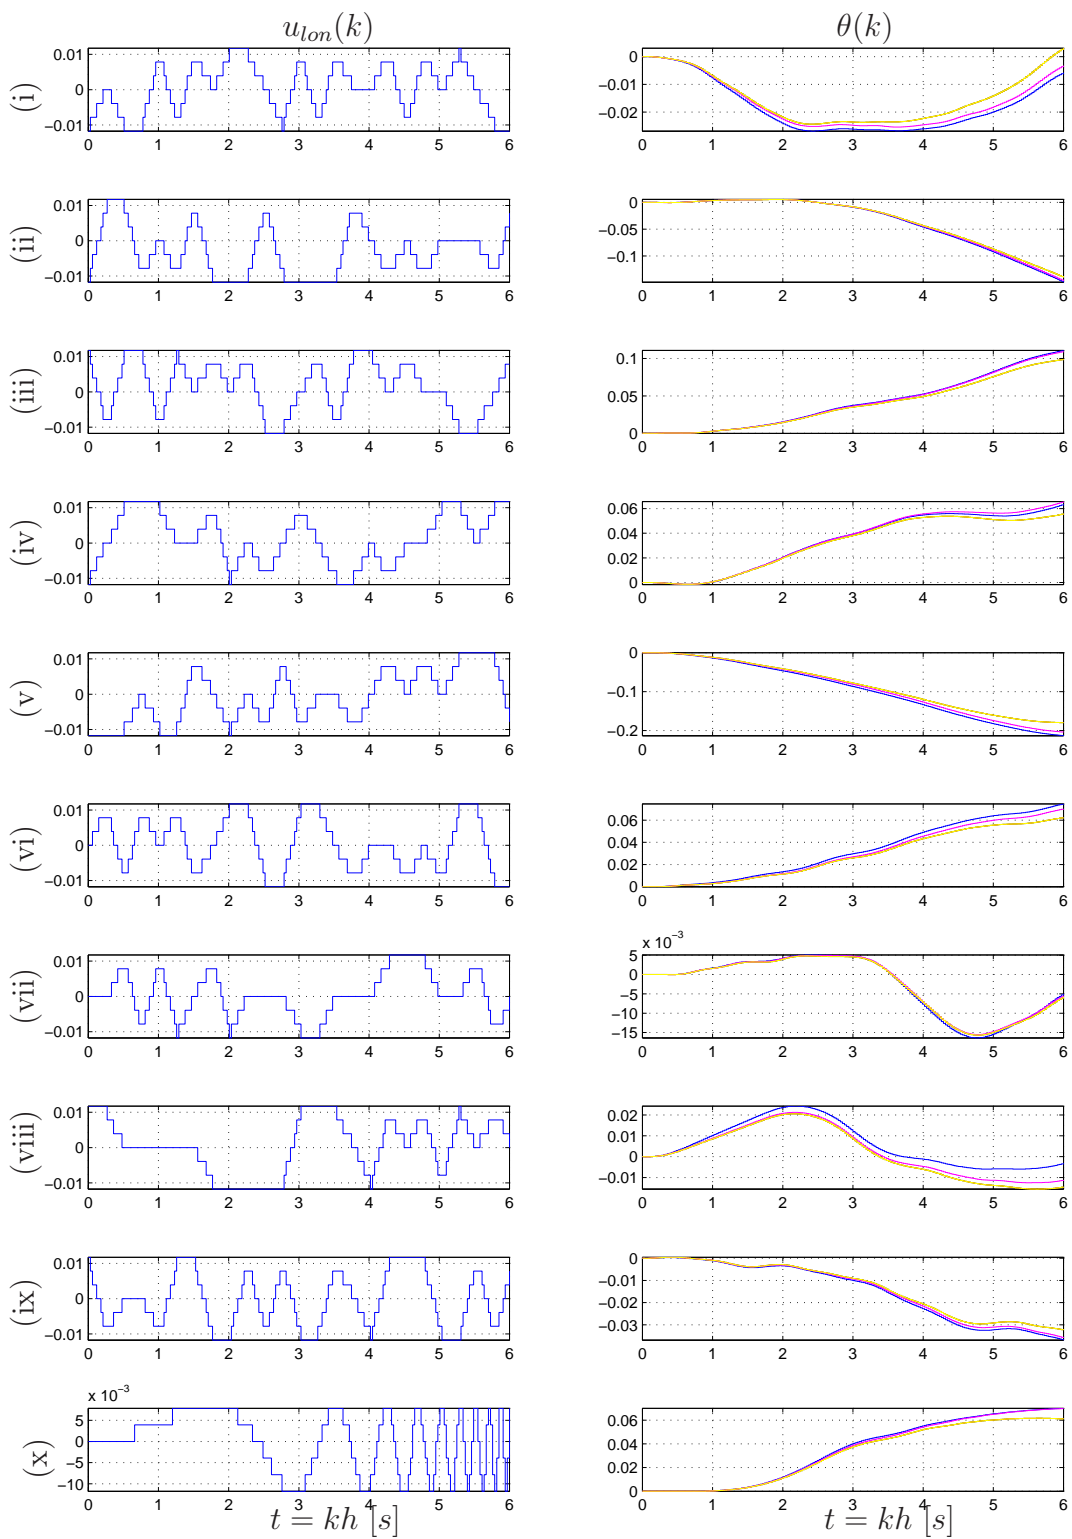 u_{lon}(k) θ(k)
(i)
0.01 0 −0.01
0 1 2 3 4 5 6
0 −0.01 −0.02
0 1 2 3 4 5 6
(ii)
0.01 0 −0.01
0 1 2 3 4 5 6
0 −0.05 −0.1
0 1 2 3 4 5 6
(iii)
0.01 0 −0.01
0 1 2 3 4 5 6
0.1 0.05 0
0 1 2 3 4 5 6
(iv)
0.01 0 −0.01
0 1 2 3 4 5 6
0.06 0.04 0.02 0
0 1 2 3 4 5 6
(v)
0.01 0 −0.01
0 1 2 3 4 5 6
0 −0.1 −0.2
0 1 2 3 4 5 6
(vi)
0.01 0 −0.01
0 1 2 3 4 5 6
0.06 0.04 0.02 0
0 1 2 3 4 5 6
(vii)
0.01 0 −0.01
0 1 2 3 4 5 6
x 10⁻³
5 0 −5 −10 −15
0 1 2 3 4 5 6
(viii)
0.01 0 −0.01
0 1 2 3 4 5 6
0.02 0.01 0 −0.01
0 1 2 3 4 5 6
(ix)
0.01 0 −0.01
0 1 2 3 4 5 6
0 −0.01 −0.02 −0.03
0 1 2 3 4 5 6
(x)
x 10⁻³
5 0 −5 −10
0 1 2 3 4 5 6
0.06 0.04 0.02 0
0 1 2 3 4 5 6
t = kh [s] t = kh [s]